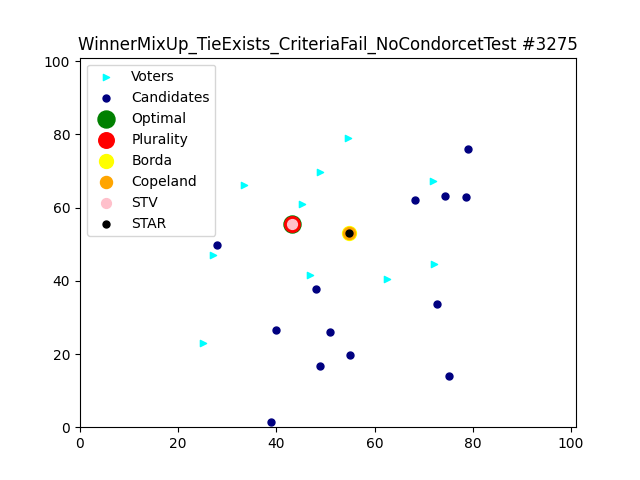 WinnerMixUp_TieExists_CriteriaFail_NoCondorcetTest #3275
100
80
60
40
20
0
Voters
Candidates
Optimal
Plurality
Borda
Copeland
STV
STAR
0 20 40 60 80 100